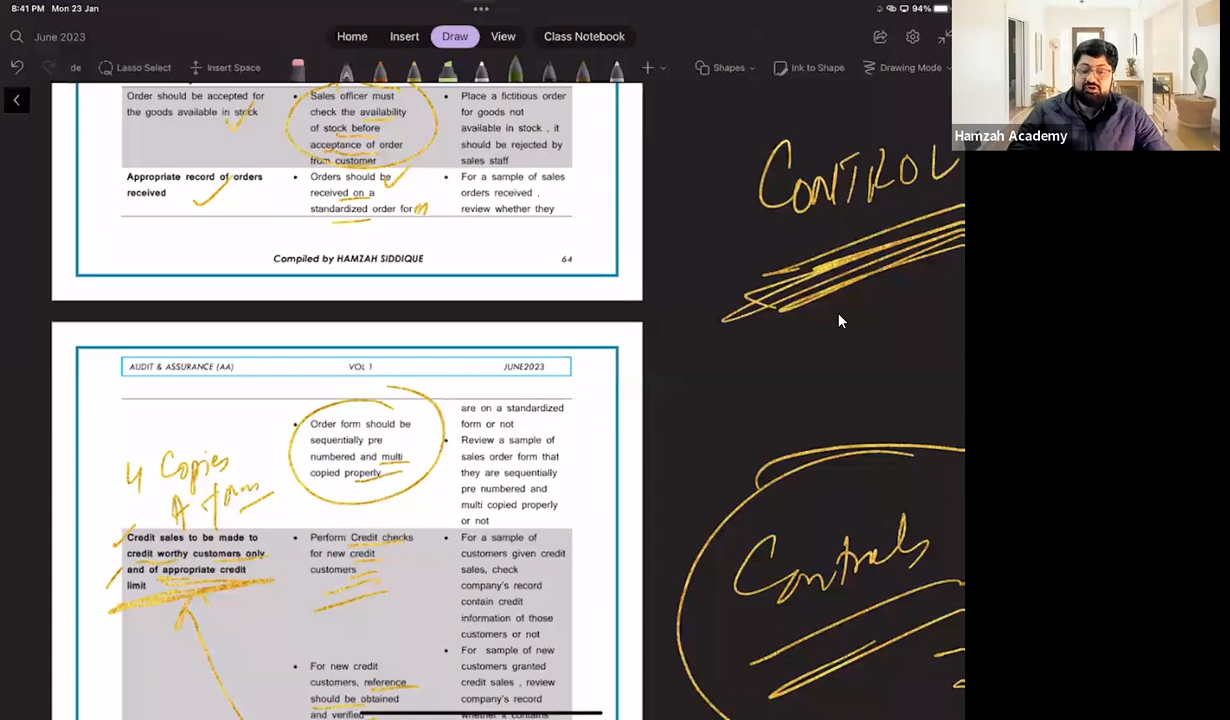 8:41 PM Mon 23 Jan
94%
June 2023
Home Insert Draw View Class Notebook
de Lasso Select Insert Space Shapes Ink to Shape Drawing Mode
Hamzah Academy
Order should be accepted for
the goods available in stock
Sales officer must
check the availability
of stock before
acceptance of order
from customer
Place a fictitious order
for goods not
available in stock , it
should be rejected by
sales staff
Appropriate record of orders
received
Orders should be
received on a
standardized order form
For a sample of sales
orders received ,
review whether they
Compiled by HAMZAH SIDDIQUE 64
CONTROL
AUDIT & ASSURANCE (AA) VOL 1 JUNE2023
Order form should be
sequentially pre
numbered and multi
copied properly
are on a standardized
form or not
Review a sample of
sales order form that
they are sequentially
pre numbered and
multi copied properly
or not
4 Copies
Credit sales to be made to
credit worthy customers only
and of appropriate credit
limit
Perform Credit checks
for new credit
customers
For a sample of
customers given credit
sales, check
company's record
contain credit
information of those
customers or not
For new credit
customers, reference
should be obtained
and verified
For sample of new
customers granted
credit sales , review
company's record
whether it contains
Controls